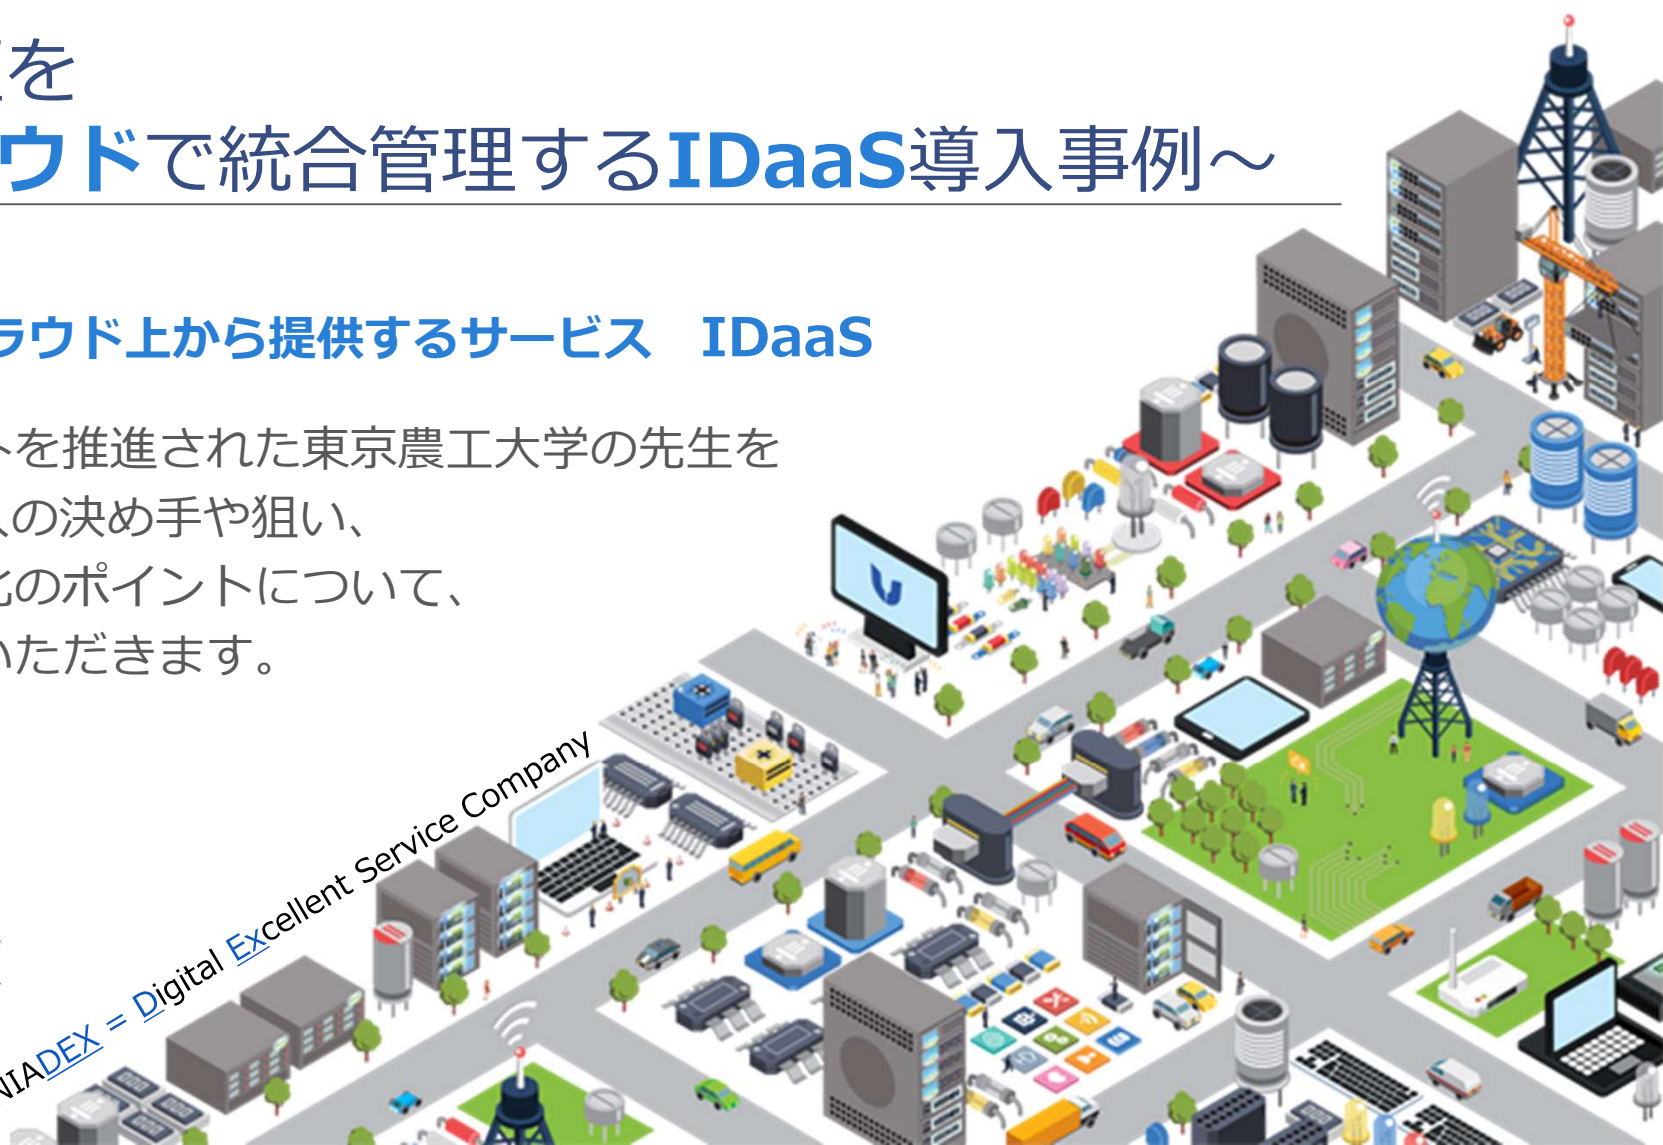 を
ウドで統合管理するIDaaS導入事例～
ラウド上から提供するサービス　IDaaS
トを推進された東京農工大学の先生を
の決め手や狙い、
のポイントについて、
いただきます。
NIADEX = Digital Excellent Service Company